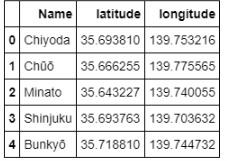 Name latitude longitude
0 Chiyoda 35.693810 139.753216
1 Chūō 35.666255 139.775565
2 Minato 35.643227 139.740055
3 Shinjuku 35.693763 139.703632
4 Bunkyō 35.718810 139.744732